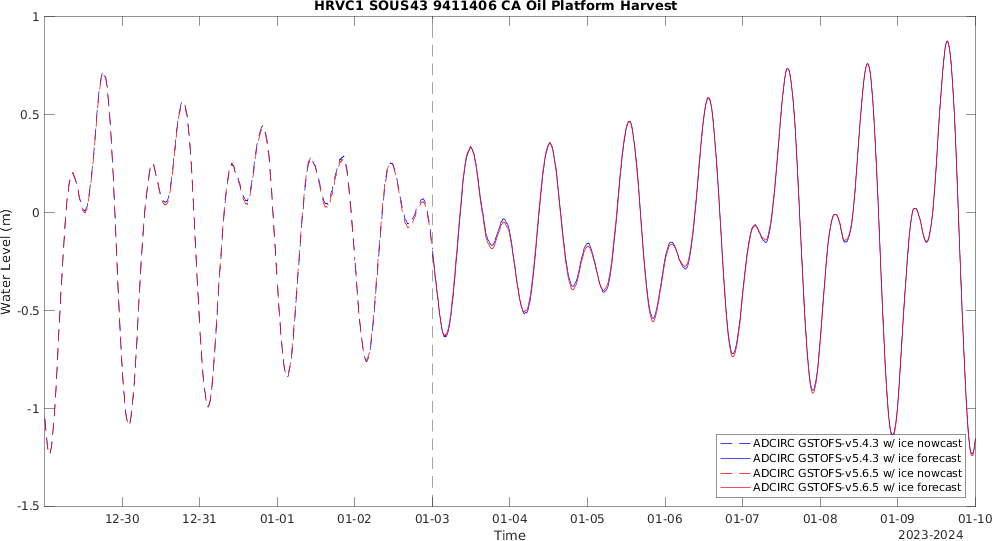 HRVC1 SOUS43 9411406 CA Oil Platform Harvest
1
0.5
0
-0.5
-1
-1.5
Water Level (m)
12-30 12-31 01-01 01-02 01-03 01-04 01-05 01-06 01-07 01-08 01-09 01-10
Time
2023-2024
ADCIRC GSTOFS-v5.4.3 w/ ice nowcast
ADCIRC GSTOFS-v5.4.3 w/ ice forecast
ADCIRC GSTOFS-v5.6.5 w/ ice nowcast
ADCIRC GSTOFS-v5.6.5 w/ ice forecast